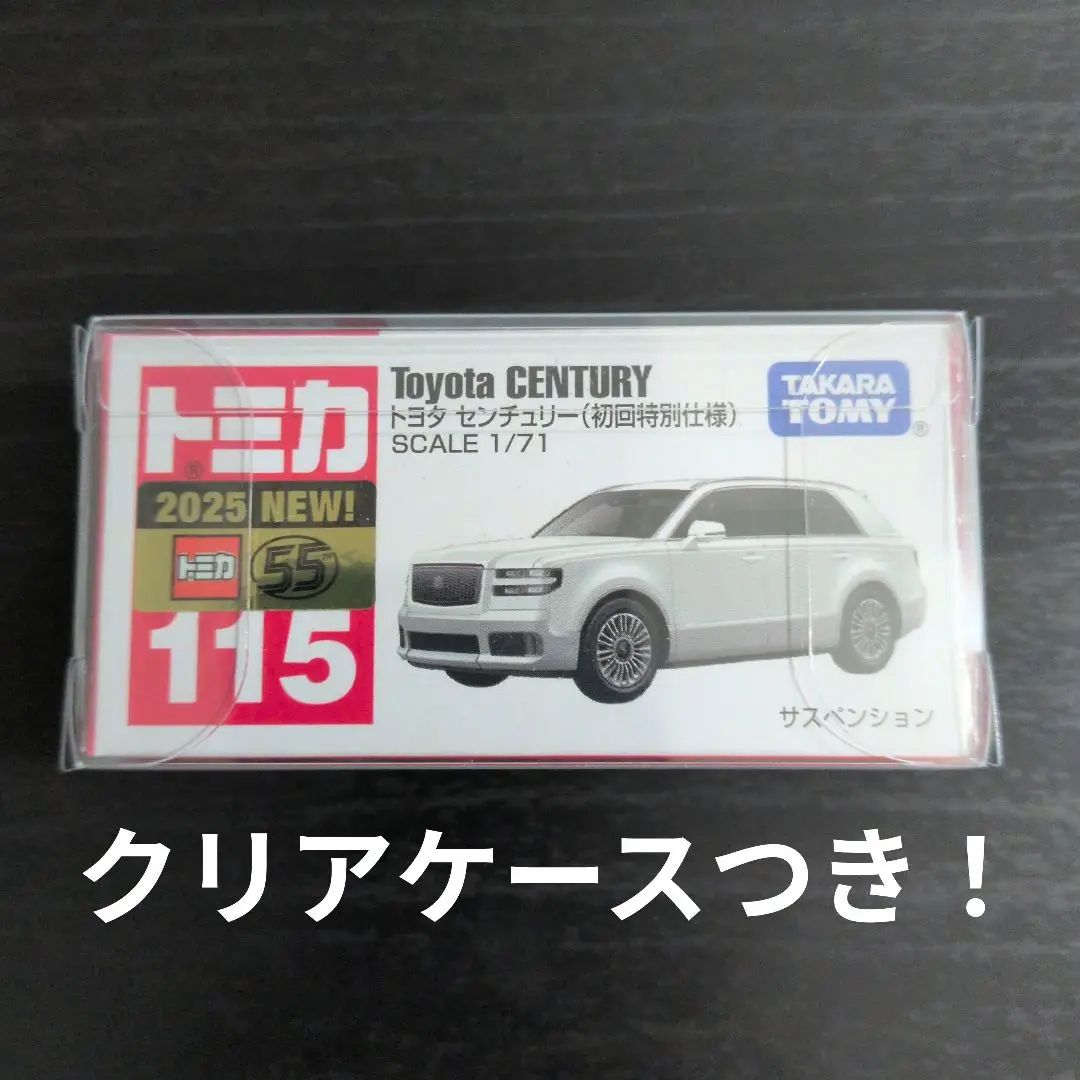 トミカ
Toyota CENTURY
トヨタ センチュリー(初回特別仕様)
SCALE 1/71
TAKARA
TOMY
2025 NEW!
トミカ
55TH
115
サスペンション
クリアケースつき!